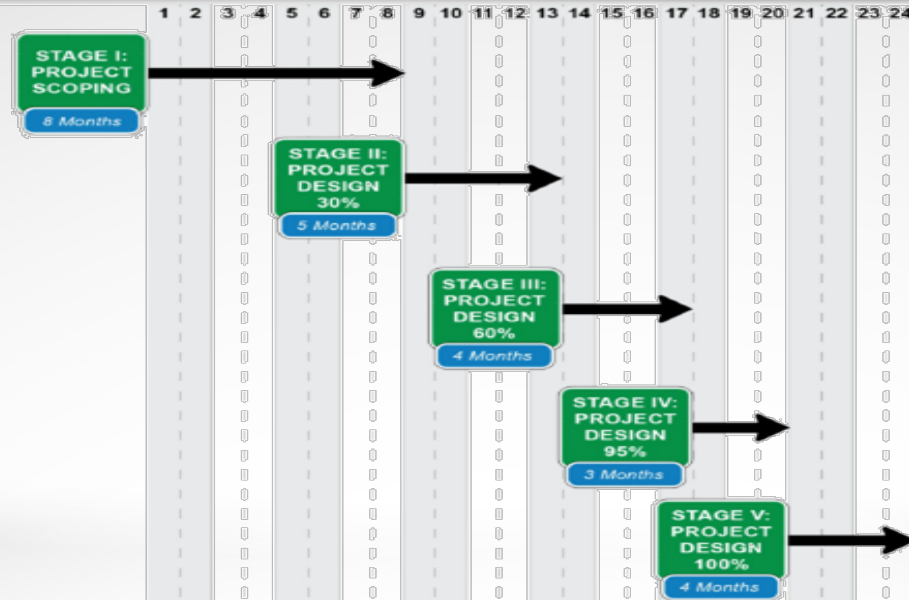 1 2 3 4 5 6 7 8 9 10 11 12 13 14 15 16 17 18 19 20 21 22 23 24
STAGE I:
PROJECT
SCOPING
8 Months
STAGE II:
PROJECT
DESIGN
30%
5 Months
STAGE III:
PROJECT
DESIGN
60%
4 Months
STAGE IV:
PROJECT
DESIGN
95%
3 Months
STAGE V:
PROJECT
DESIGN
100%
4 Months